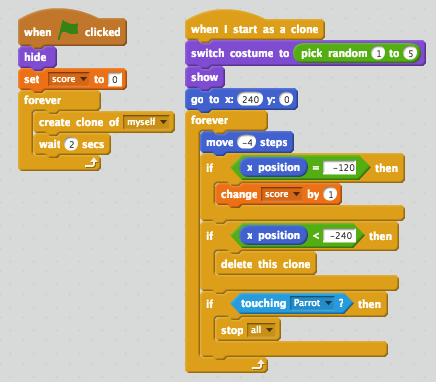 when clicked
hide
set score to 0
forever
create clone of myself
wait 2 secs
when I start as a clone
switch costume to pick random 1 to 5
show
go to x: 240 y: 0
forever
move -4 steps
if x position = -120 then
change score by 1
if x position < -240 then
delete this clone
if touching Parrot ? then
stop all